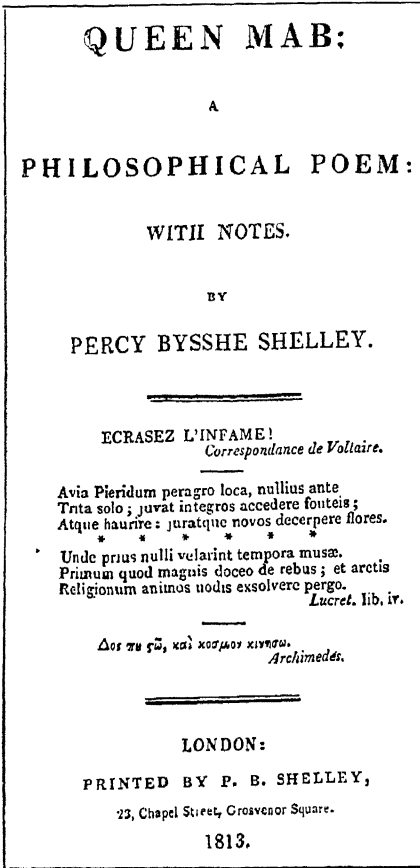 QUEEN MAB:
A
PHILOSOPHICAL POEM:
WITH NOTES.
BY
PERCY BYSSHE SHELLEY.
ECRASEZ L'INFAME!
Correspondance de Voltaire.
Avia Pieridum peragro loca, nullius ante
Trita solo; juvat integros accedere fonteis;
Atque haurire: juratque novos decerpere flores.
* * * * * *
Unde prius nulli velarint tempora musæ.
Primum quod magnis doceo de rebus; et arctis
Religionum animos nodis exsolvere pergo.
Lucret. lib. iv.
Δος που ςῶ, καὶ κοσμον κινησω.
Archimedes.
LONDON:
PRINTED BY P. B. SHELLEY,
23, Chapel Street, Grosvenor Square.
1813.